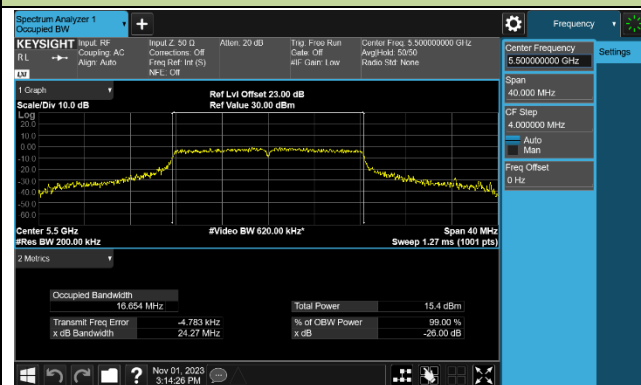 Spectrum Analyzer 1
Occupied BW
Frequency
KEYSIGHT
RL
LXI
Input: RF
Coupling: AC
Align: Auto
Input Z: 50 Ω
Corrections: Off
Freq Ref: Int (S)
NFE: Off
Atten: 20 dB
Trig: Free Run
Gate: Off
#IF Gain: Low
Center Freq: 5.500000000 GHz
Avg|Hold: 50/50
Radio Std: None
Center Frequency
5.500000000 GHz
Settings
Span
40.000 MHz
CF Step
4.000000 MHz
Auto
Man
Freq Offset
0 Hz
1 Graph
Scale/Div 10.0 dB
Ref Lvl Offset 23.00 dB
Ref Value 30.00 dBm
Log
20.0
10.0
0.00
-10.0
-20.0
-30.0
-40.0
-50.0
-60.0
Center 5.5 GHz
#Res BW 200.00 kHz
#Video BW 620.00 kHz*
Span 40 MHz
Sweep 1.27 ms (1001 pts)
2 Metrics
Occupied Bandwidth
16.654 MHz
Total Power 15.4 dBm
Transmit Freq Error -4.783 kHz
% of OBW Power 99.00 %
x dB Bandwidth 24.27 MHz
x dB -26.00 dB
?
Nov 01, 2023
3:14:26 PM